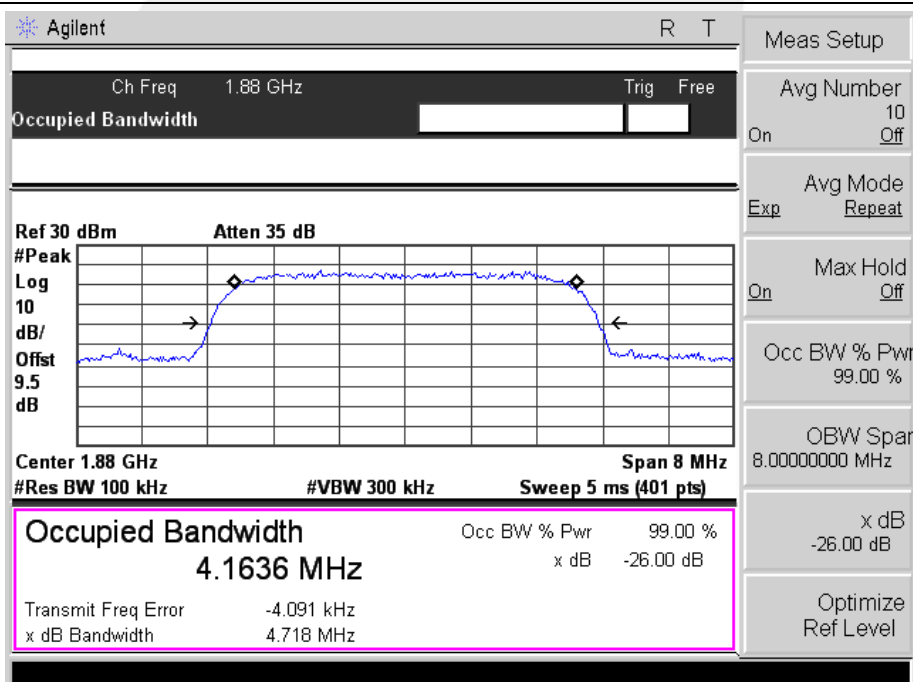 Agilent
R T
Ch Freq 1.88 GHz Trig Free
Occupied Bandwidth
Ref 30 dBm Atten 35 dB
#Peak
Log
10
dB/
Offst
9.5
dB
Center 1.88 GHz Span 8 MHz
#Res BW 100 kHz #VBW 300 kHz Sweep 5 ms (401 pts)
Occupied Bandwidth Occ BW % Pwr 99.00 %
4.1636 MHz x dB -26.00 dB
Transmit Freq Error -4.091 kHz
x dB Bandwidth 4.718 MHz
Meas Setup
Avg Number
10
On Off
Avg Mode
Exp Repeat
Max Hold
On Off
Occ BW % Pwr
99.00 %
OBW Span
8.00000000 MHz
x dB
-26.00 dB
Optimize
Ref Level